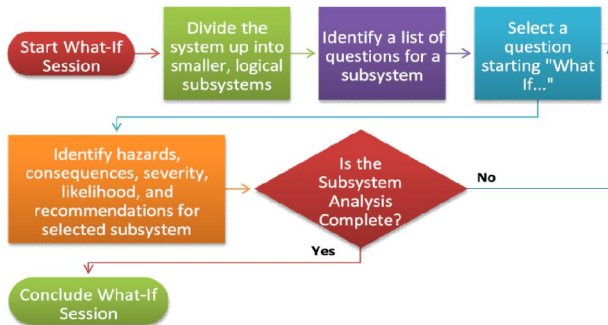 Start What-If
Session
Divide the
system up into
smaller, logical
subsystems
Identify a list of
questions for a
subsystem
Select a
question
starting "What
If..."
Identify hazards,
consequences, severity,
likelihood, and
recommendations for
selected subsystem
Is the
Subsystem
Analysis
Complete?
No
Yes
Conclude What-If
Session